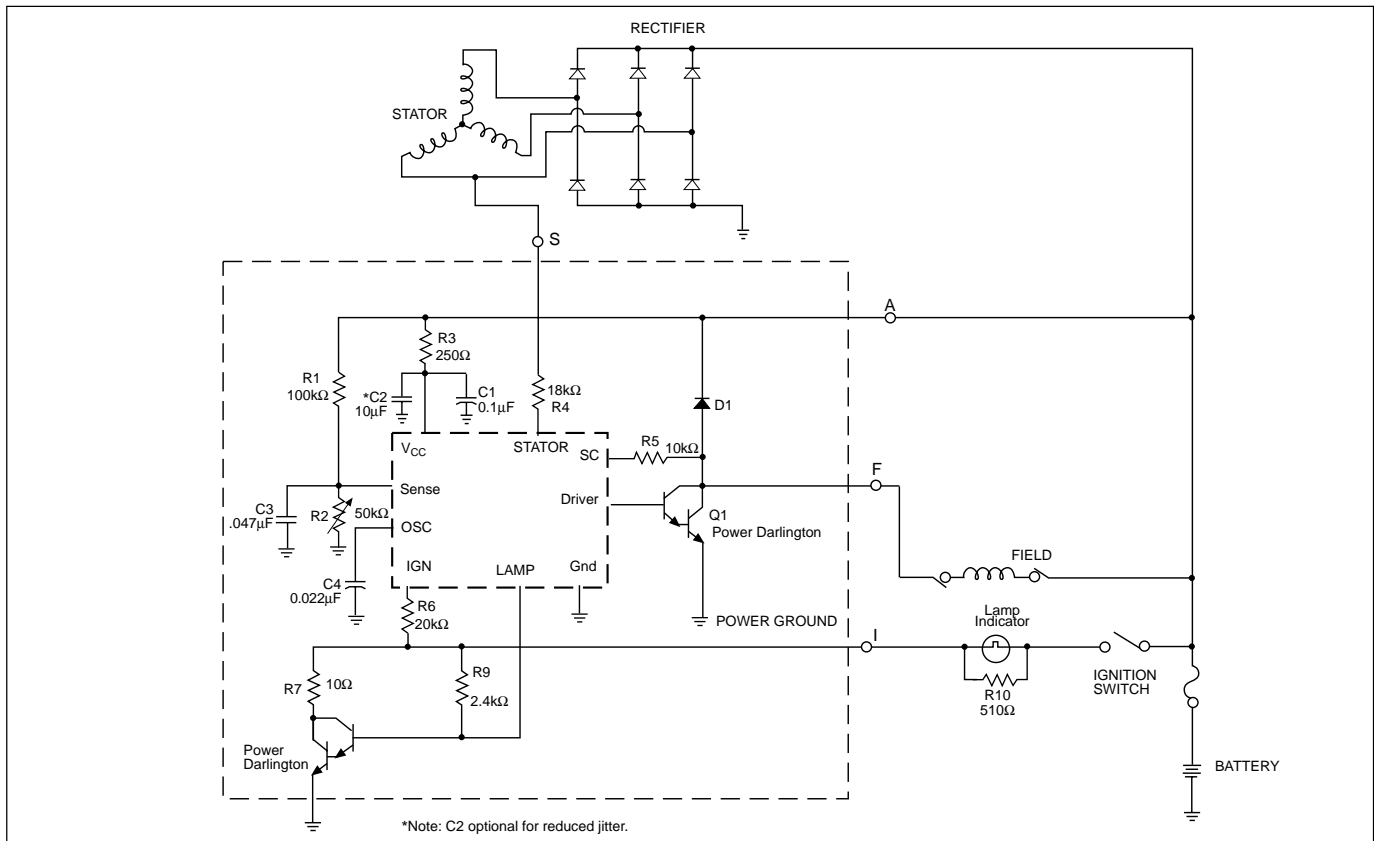 RECTIFIER
STATOR
S
A
R3
250Ω
R1
100kΩ
*C2
10μF
C1
0.1μF
18kΩ
R4
D1
VCC
STATOR
SC
R5
10kΩ
Sense
Driver
F
C3
.047μF
R2
50kΩ
OSC
Q1
Power Darlington
IGN
LAMP
Gnd
FIELD
C4
0.022μF
R6
20kΩ
POWER GROUND
Lamp
Indicator
I
R7
10Ω
R9
2.4kΩ
R10
510Ω
IGNITION
SWITCH
Power
Darlington
BATTERY
*Note: C2 optional for reduced jitter.